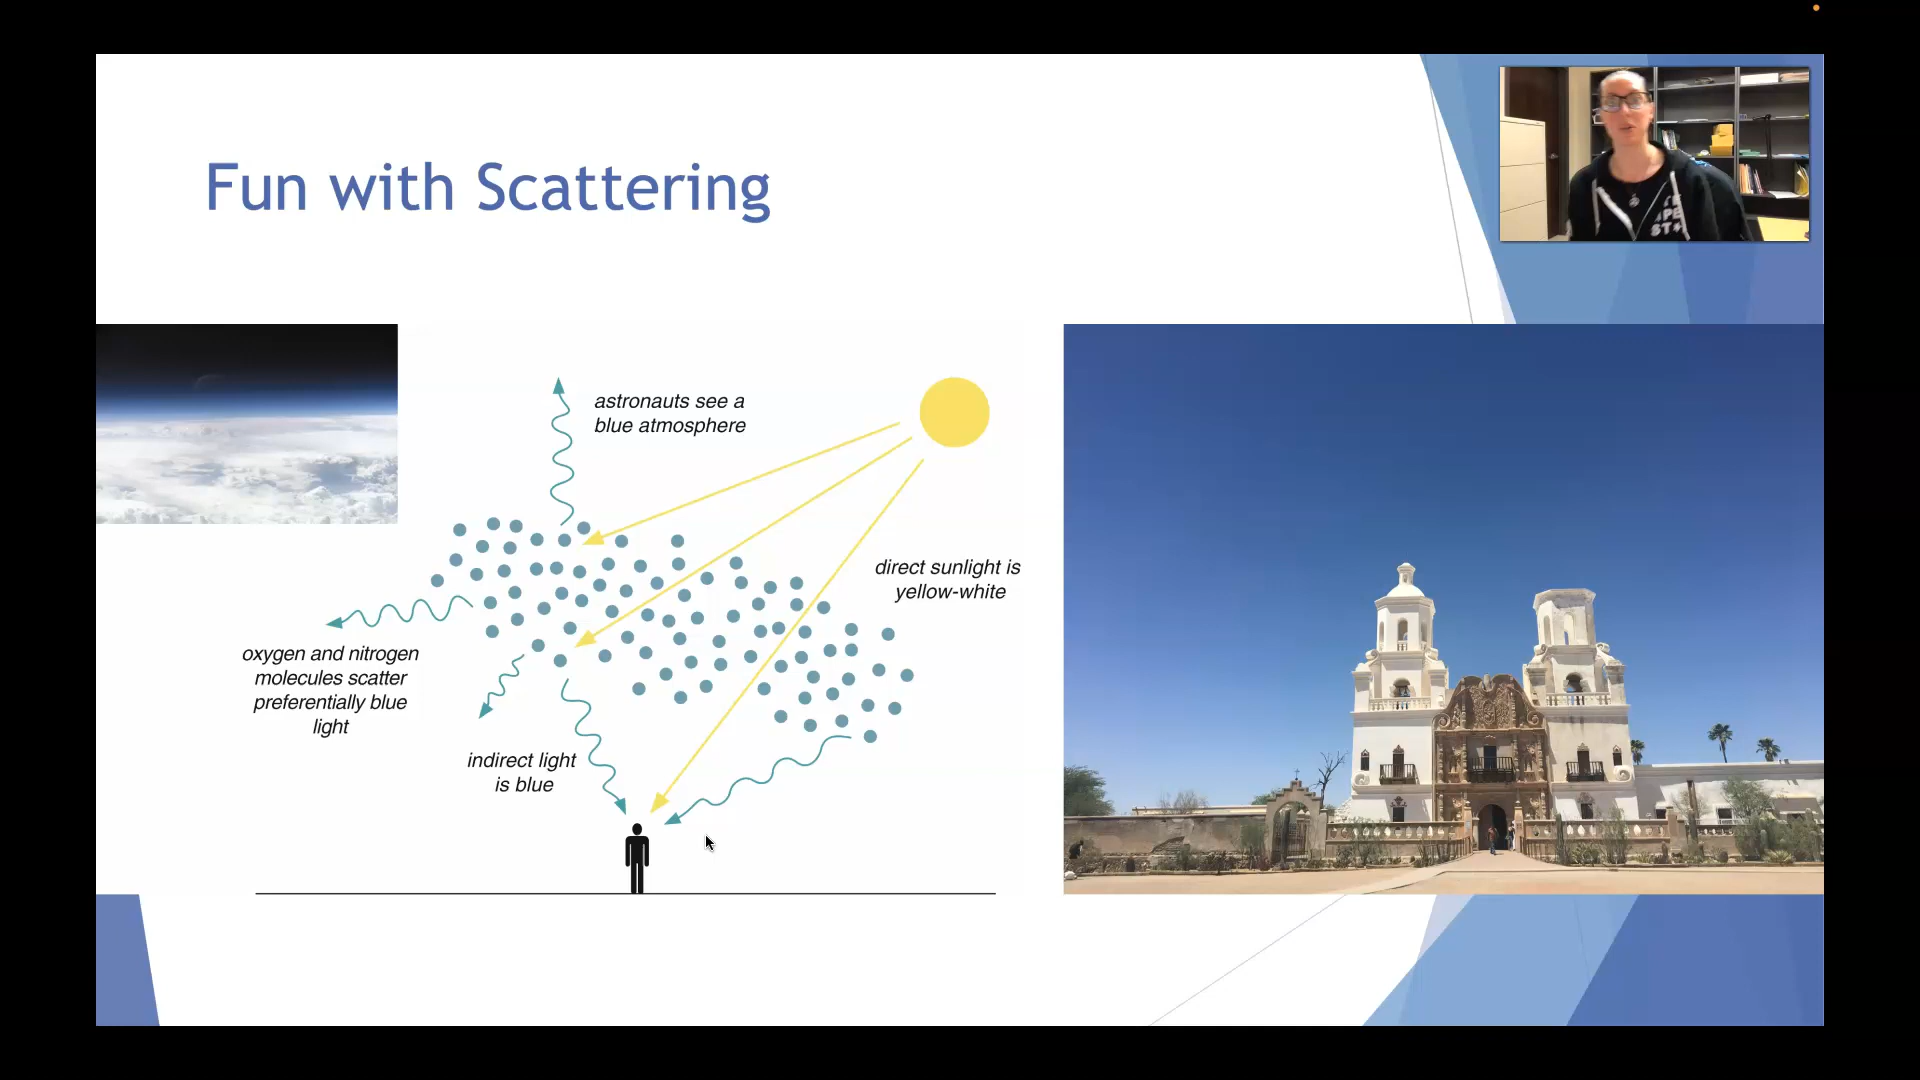 Fun with Scattering
astronauts see a
blue atmosphere
direct sunlight is
yellow-white
oxygen and nitrogen
molecules scatter
preferentially blue
light
indirect light
is blue